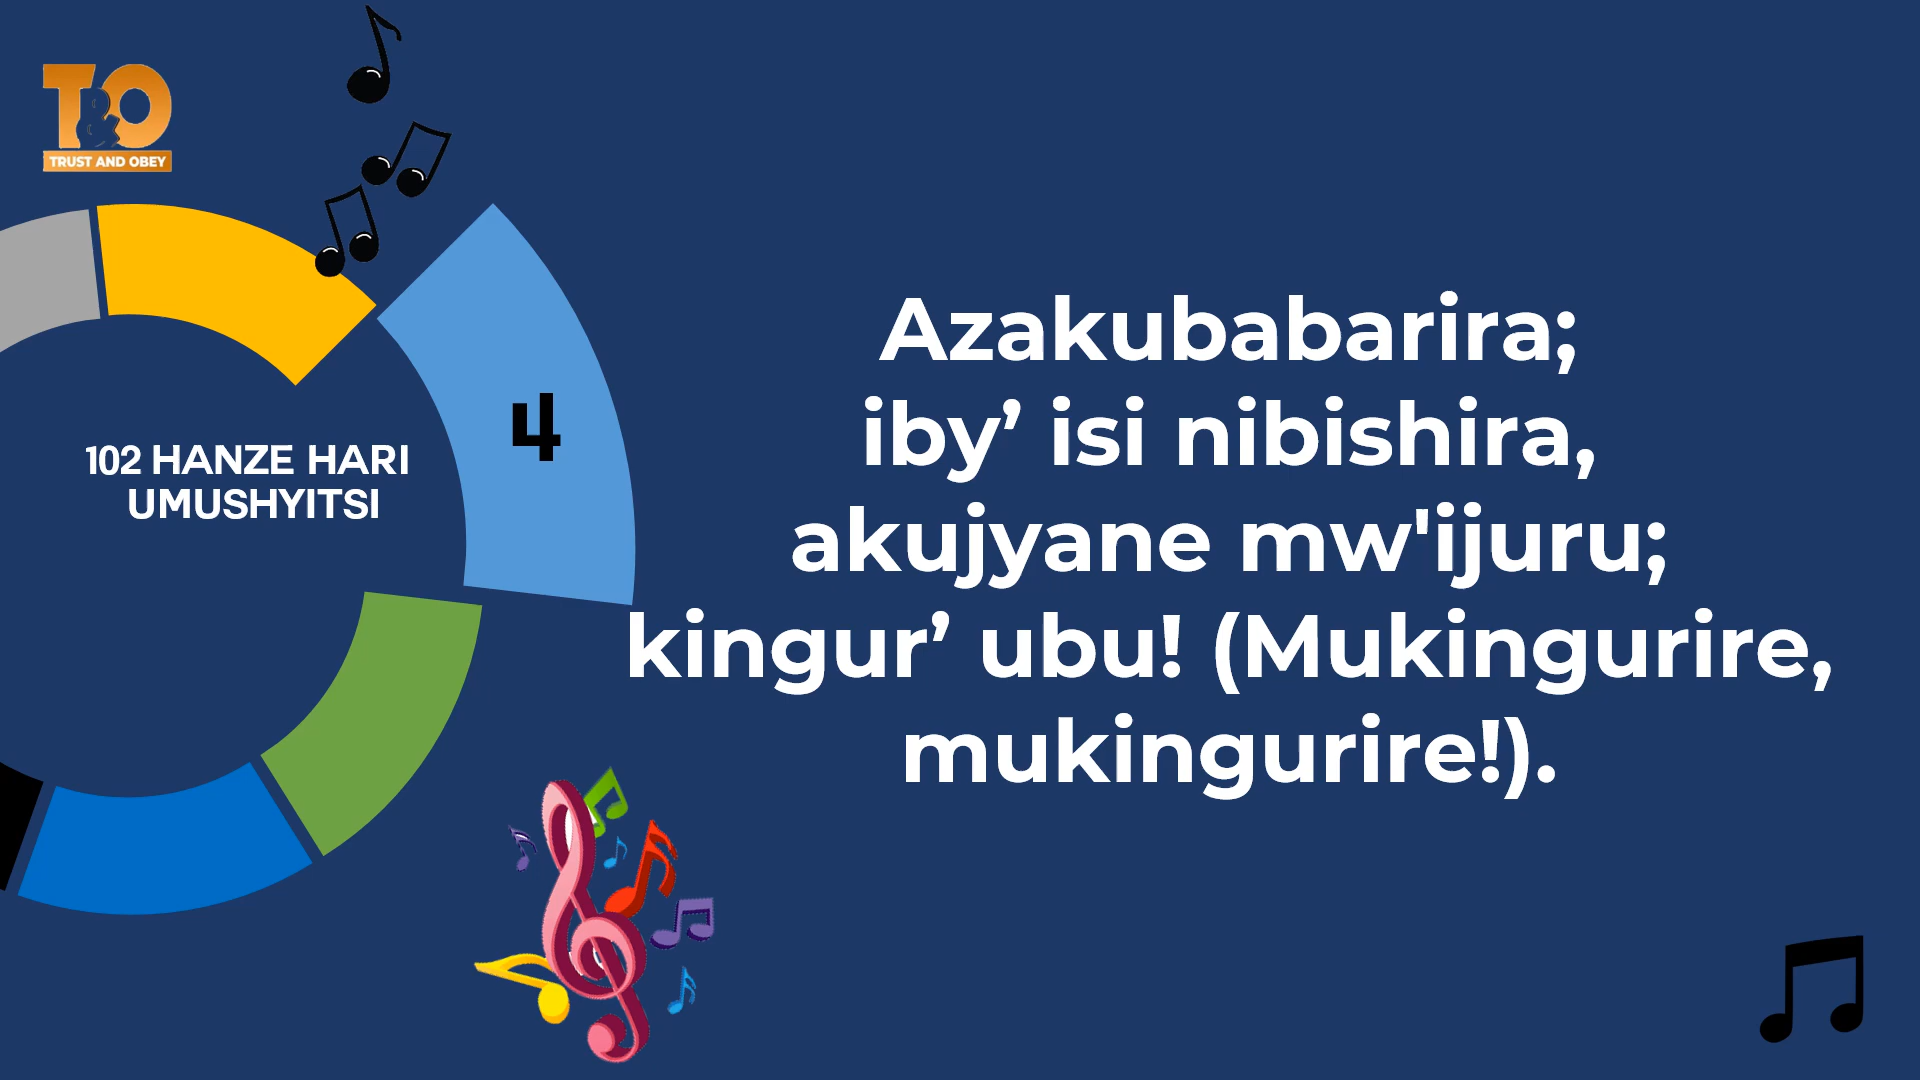 T&O
TRUST AND OBEY
102 HANZE HARI
UMUSHYITSI
4
Azakubabarira;
iby’ isi nibishira,
akujyane mw'ijuru;
kingur’ ubu! (Mukingurire,
mukingurire!).